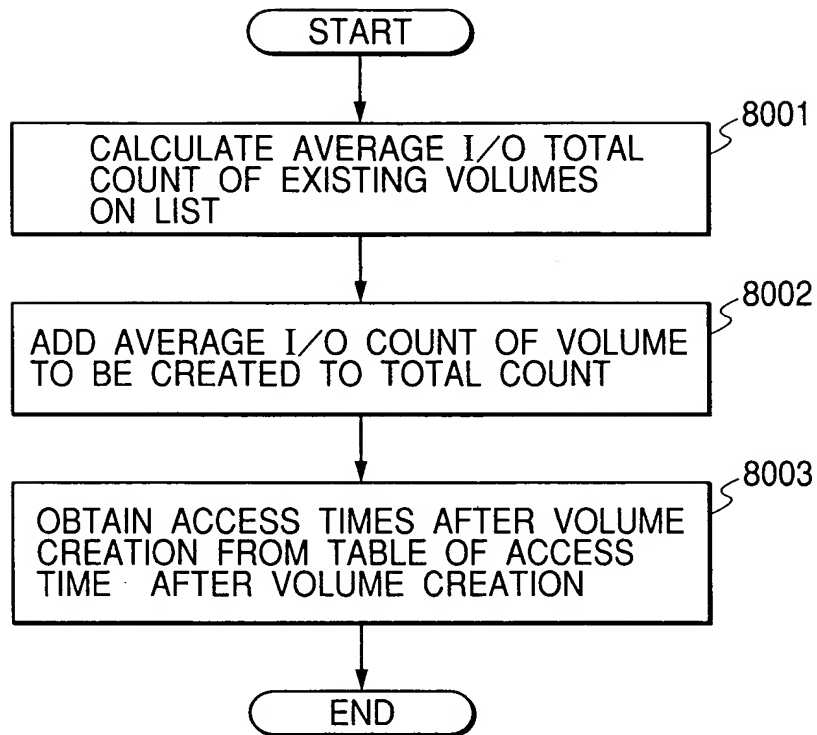 START
8001
CALCULATE AVERAGE I/O TOTAL
COUNT OF EXISTING VOLUMES
ON LIST
8002
ADD AVERAGE I/O COUNT OF VOLUME
TO BE CREATED TO TOTAL COUNT
8003
OBTAIN ACCESS TIMES AFTER VOLUME
CREATION FROM TABLE OF ACCESS
TIME AFTER VOLUME CREATION
END